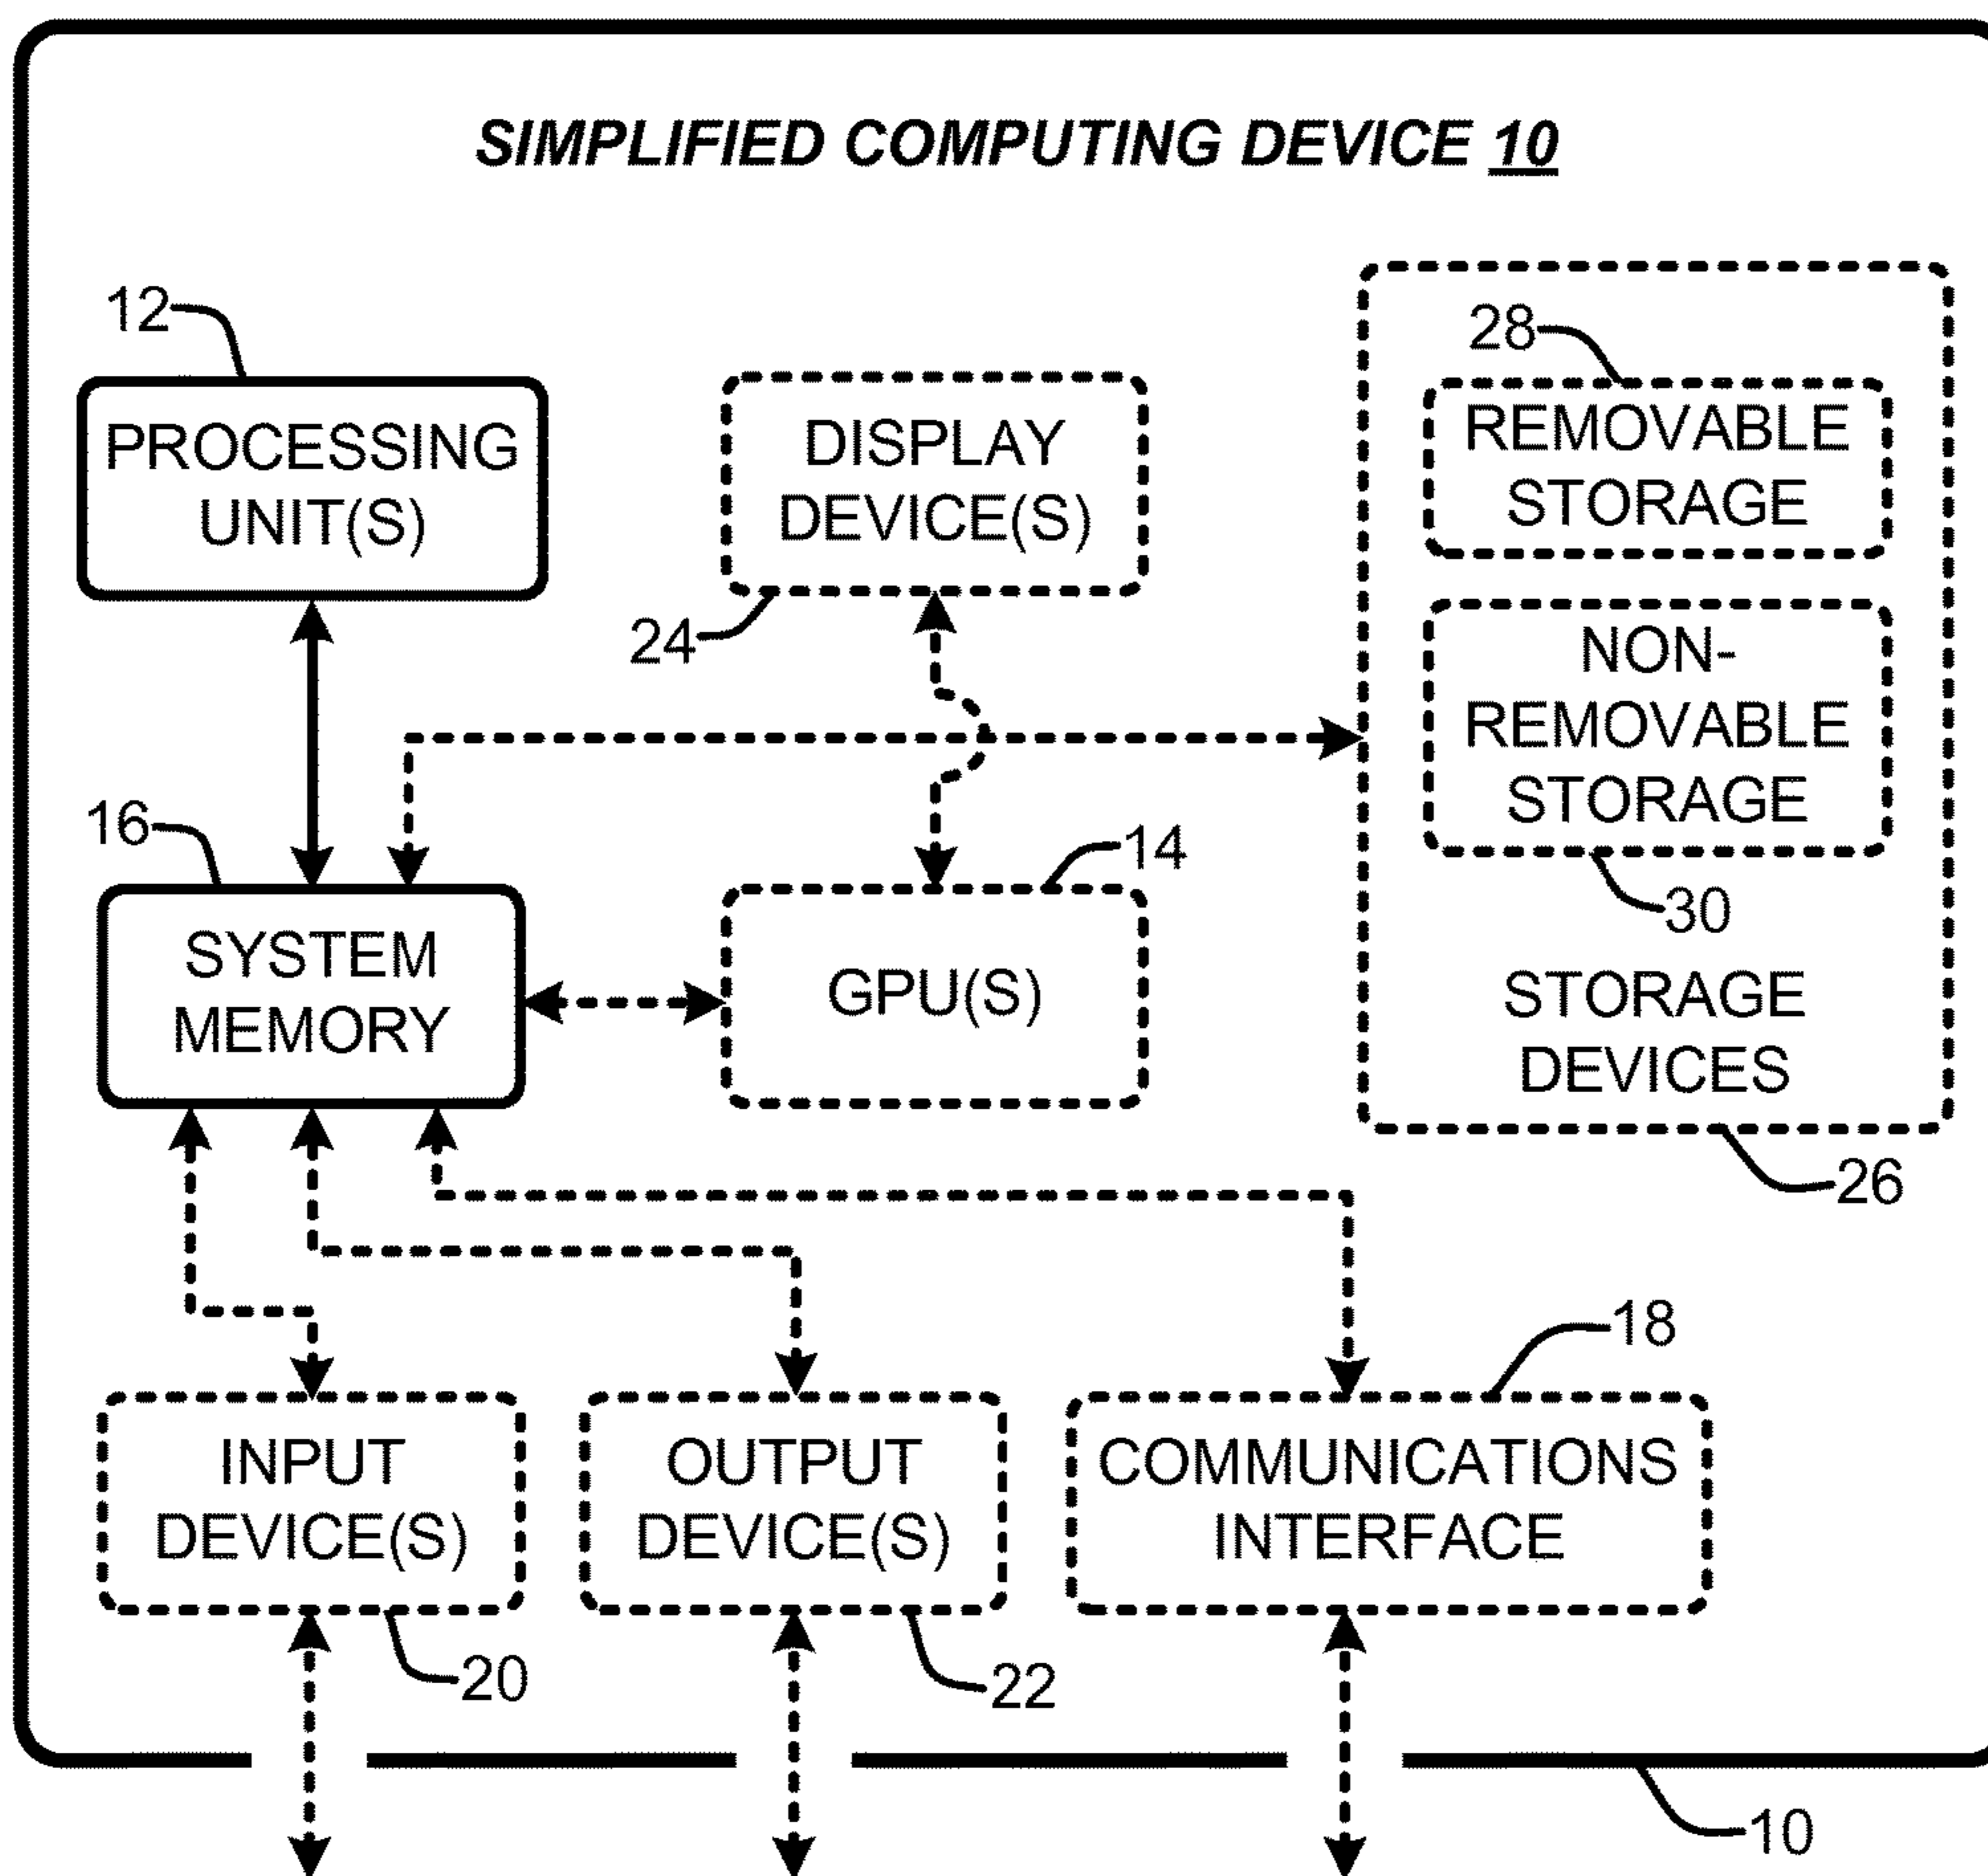 SIMPLIFIED COMPUTING DEVICE 10
12
PROCESSING
UNIT(S)
DISPLAY
DEVICE(S)
24
28
REMOVABLE
STORAGE
NON-
REMOVABLE
STORAGE
30
STORAGE
DEVICES
26
16
SYSTEM
MEMORY
14
GPU(S)
18
INPUT
DEVICE(S)
20
OUTPUT
DEVICE(S)
22
COMMUNICATIONS
INTERFACE
10